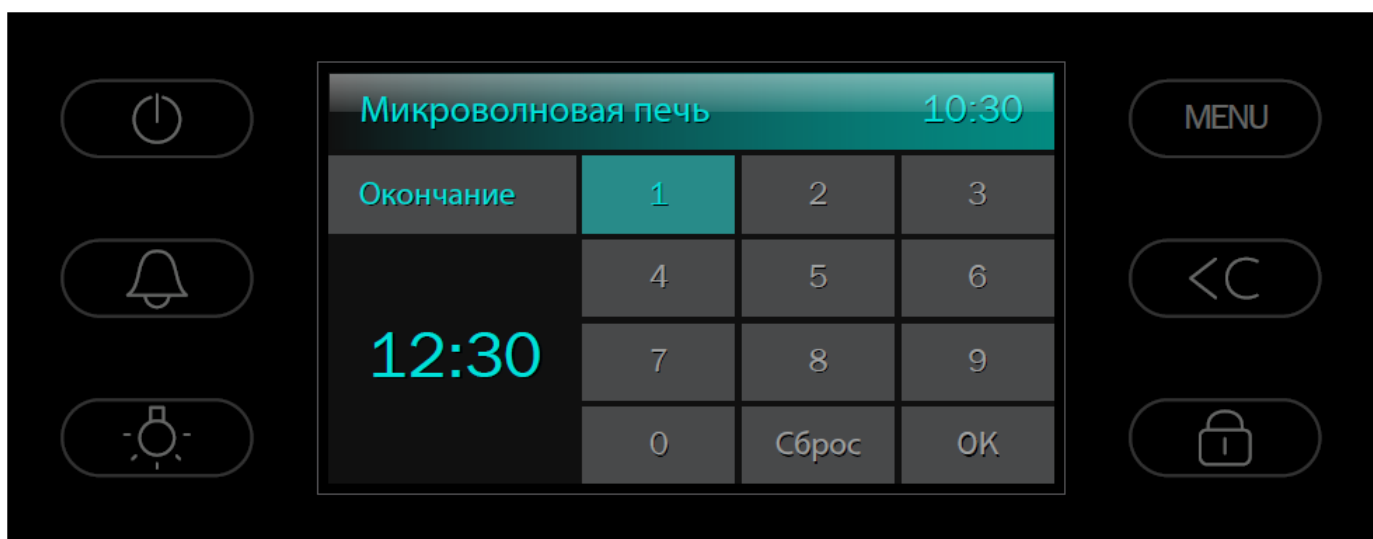 Микроволновая печь 10:30
MENU
Окончание 1 2 3
4 5 6
<C
12:30
7 8 9
0 Сброс OK